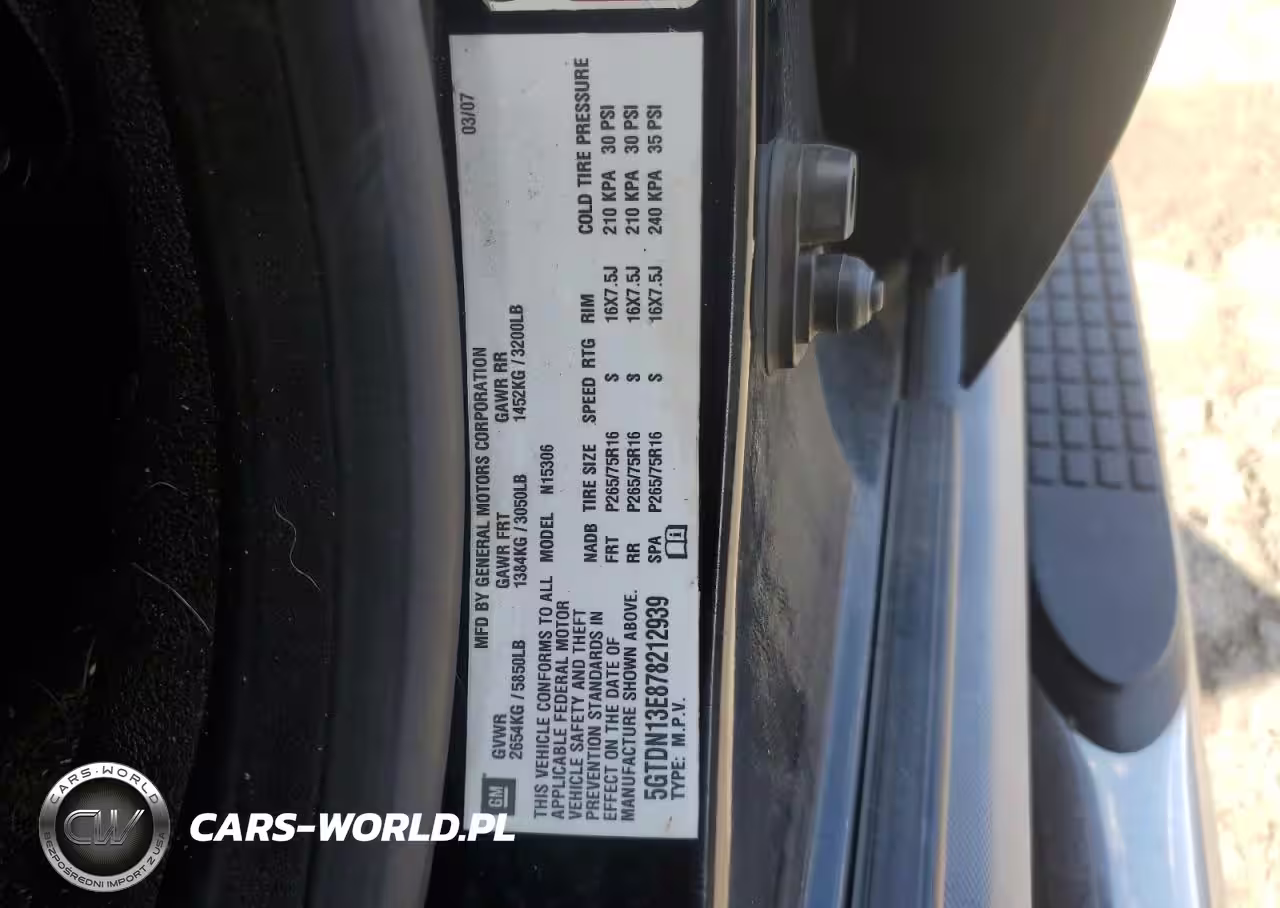 03/07
MFD BY GENERAL MOTORS CORPORATION
GVWR GAWR FRT GAWR RR
2654KG / 5850LB 1384KG / 3050LB 1452KG / 3200LB
GM
THIS VEHICLE CONFORMS TO ALL
APPLICABLE FEDERAL MOTOR
VEHICLE SAFETY AND THEFT
PREVENTION STANDARDS IN
EFFECT ON THE DATE OF
MANUFACTURE SHOWN ABOVE.
5GTDN13E878212939
TYPE: M.P.V.
MODEL N15306
NADB TIRE SIZE SPEED RTG RIM COLD TIRE PRESSURE
FRT P265/75R16 S 16X7.5J 210 KPA 30 PSI
RR P265/75R16 S 16X7.5J 210 KPA 30 PSI
SPA P265/75R16 S 16X7.5J 240 KPA 35 PSI
CARS-WORLD
CW
BEZPOŚREDNI IMPORT Z USA
CARS-WORLD.PL